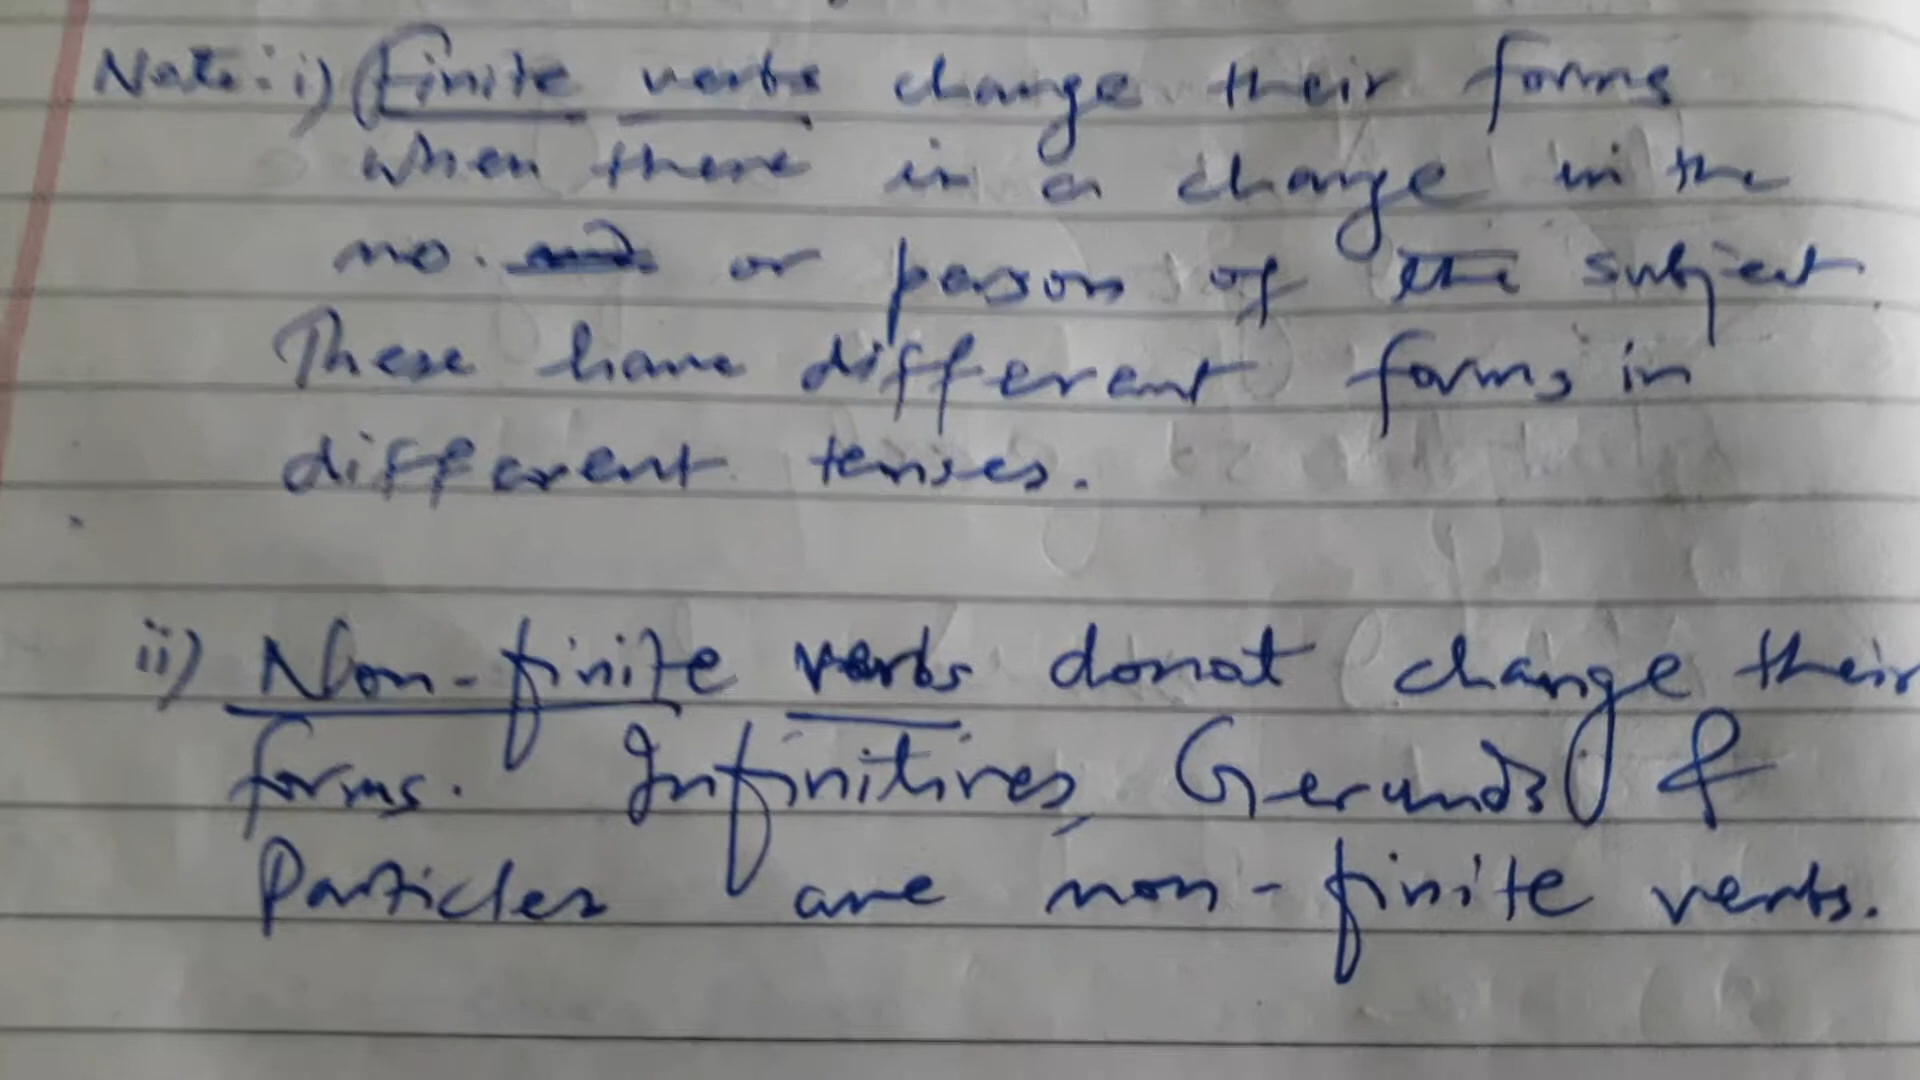 Note: i) Finite verbs change their forms
when there is a change in the
no. or person of the subject.
These have different forms in
different tenses.
ii) Non-finite verbs donot change their
forms. Infinitives, Gerunds &
Particles are non-finite verbs.